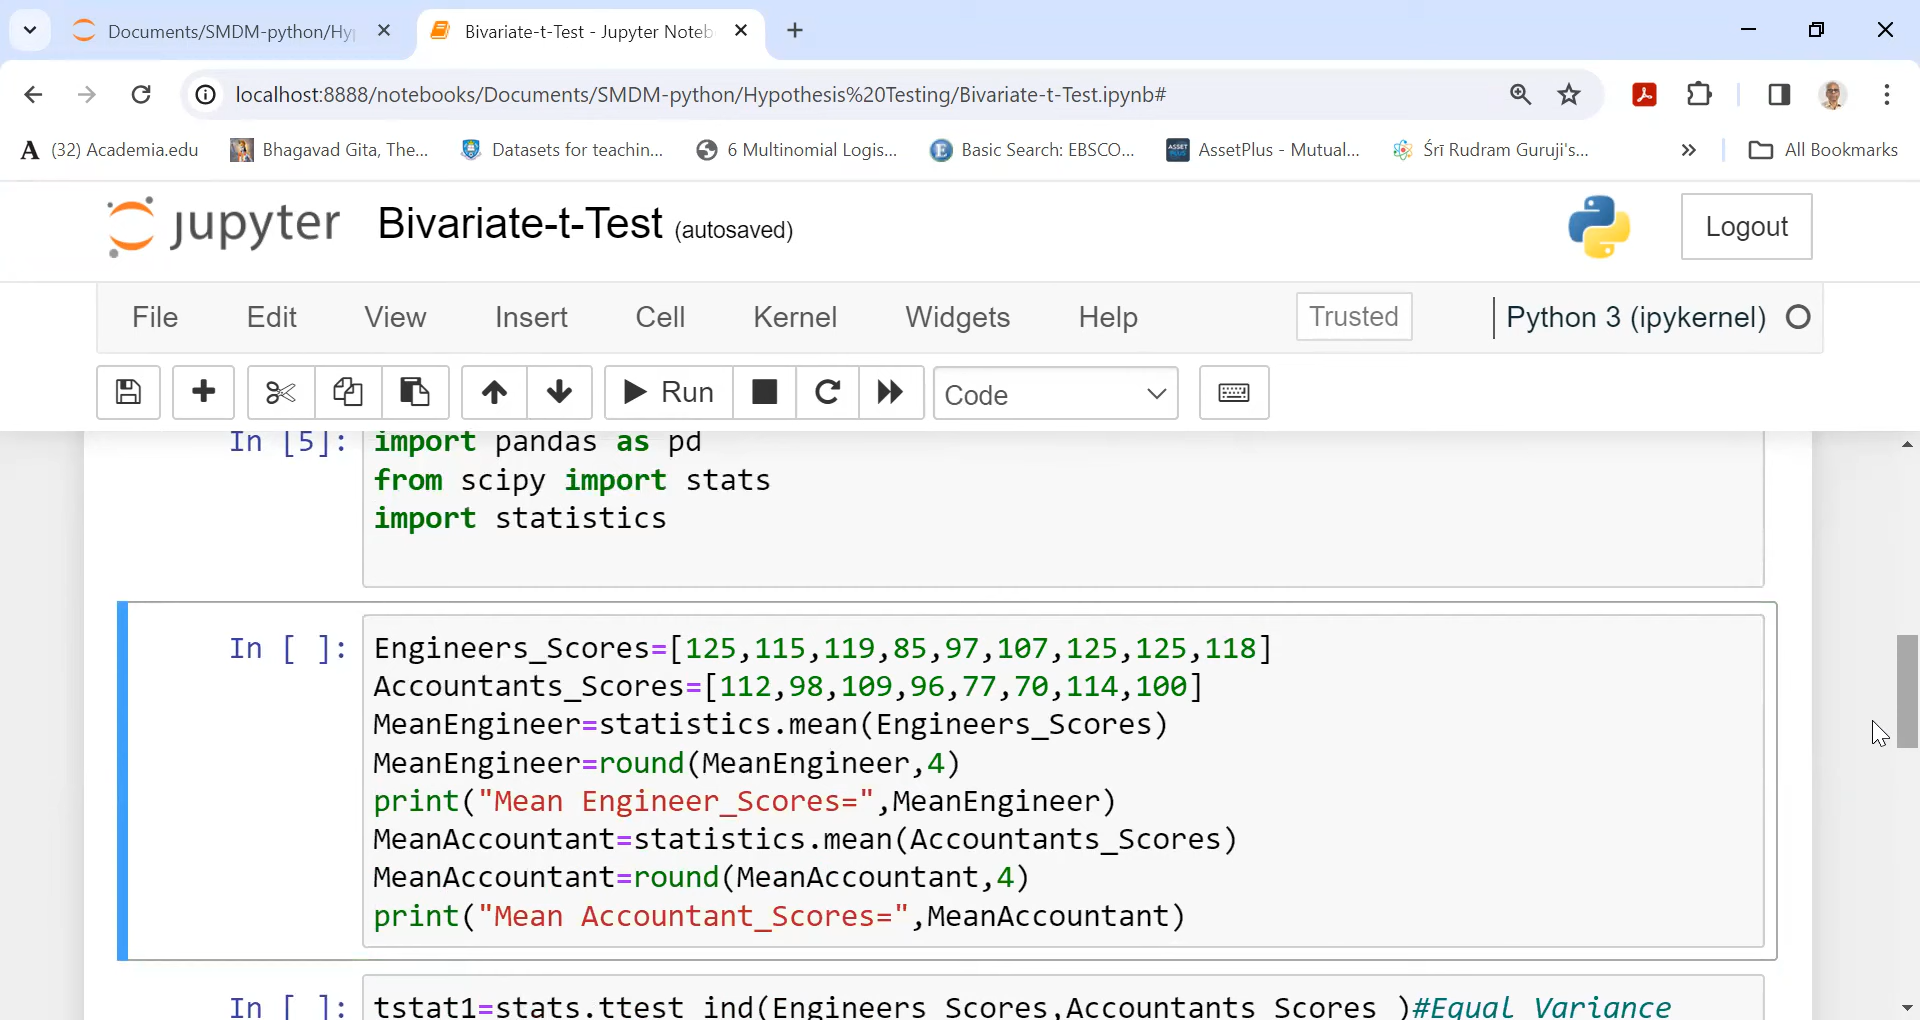 Documents/SMDM-python/Hy
Bivariate-t-Test - Jupyter Noteb
localhost:8888/notebooks/Documents/SMDM-python/Hypothesis%20Testing/Bivariate-t-Test.ipynb#
A (32) Academia.edu
Bhagavad Gita, The...
Datasets for teachin...
6 Multinomial Logis...
E Basic Search: EBSCO...
ASSET PLUS AssetPlus - Mutual...
Śrī Rudram Guruji's...
» All Bookmarks
jupyter Bivariate-t-Test (autosaved)
Logout
File Edit View Insert Cell Kernel Widgets Help
Trusted
Python 3 (ipykernel)
Run
Code
In [5]: import pandas as pd
from scipy import stats
import statistics
In [ ]: Engineers_Scores=[125,115,119,85,97,107,125,125,118]
Accountants_Scores=[112,98,109,96,77,70,114,100]
MeanEngineer=statistics.mean(Engineers_Scores)
MeanEngineer=round(MeanEngineer,4)
print("Mean Engineer_Scores=",MeanEngineer)
MeanAccountant=statistics.mean(Accountants_Scores)
MeanAccountant=round(MeanAccountant,4)
print("Mean Accountant_Scores=",MeanAccountant)
In [ ]: tstat1=stats.ttest_ind(Engineers_Scores,Accountants_Scores )#Equal Variance